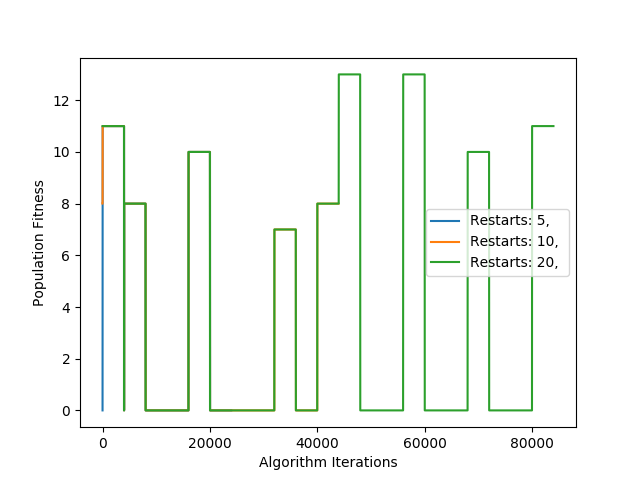 12
10
8
6
4
2
0
Population Fitness
Restarts: 5,
Restarts: 10,
Restarts: 20,
0 20000 40000 60000 80000
Algorithm Iterations